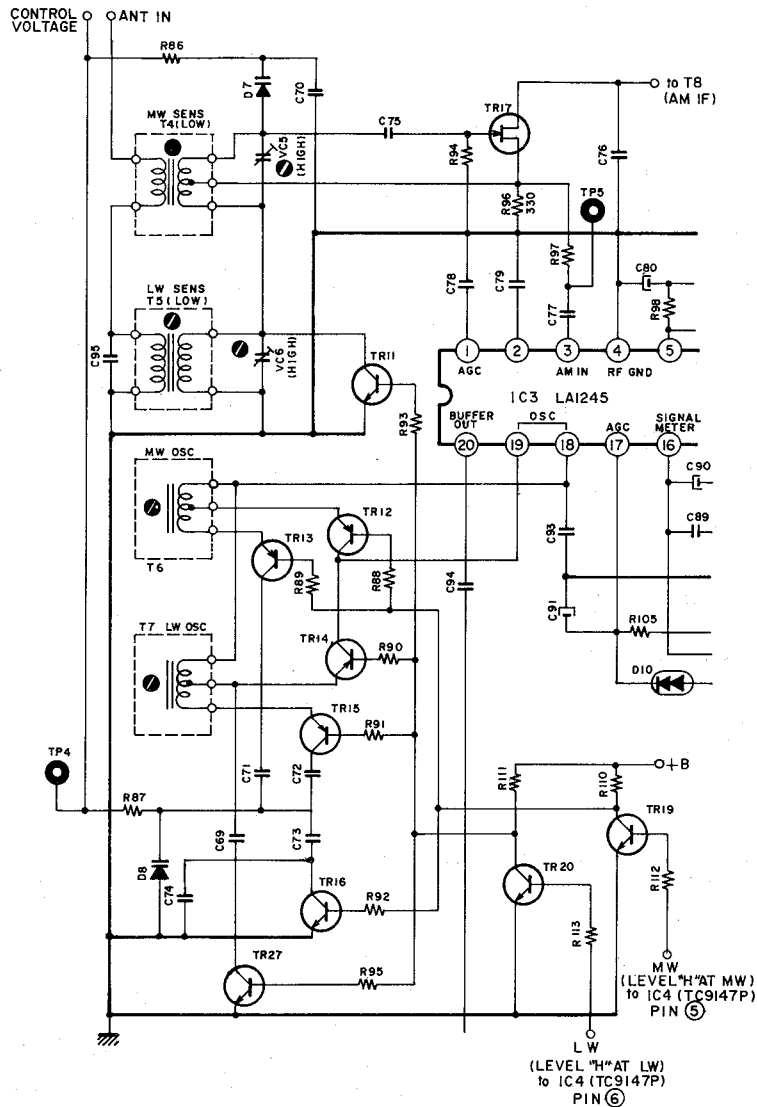 CONTROL
VOLTAGE
ANT IN
R86
D7
C70
MW SENS
T4(LOW)
VC5
(HIGH)
C75
TR17
to T8
(AM IF)
R94
R96
330
C76
TP5
R97
C78
C79
C77
C80
R98
LW SENS
T5(LOW)
C95
VC6
(HIGH)
TR11
R93
1
2
3
4
5
AGC
AM IN
RF GND
IC3 LA1245
BUFFER
OUT
OSC
AGC
SIGNAL
METER
20
19
18
17
16
MW OSC
T6
TR13
TR12
R89
R88
C94
C93
C90
C89
C91
R105
D10
T7 LW OSC
TR14
R90
TR15
R91
TP4
R87
C71
C72
R111
R110
+B
C69
C73
TR19
D8
C74
TR16
R92
TR20
R112
R113
TR27
R95
MW
(LEVEL "H" AT MW)
to IC4 (TC9147P)
PIN 5
LW
(LEVEL "H" AT LW)
to IC4 (TC9147P)
PIN 6